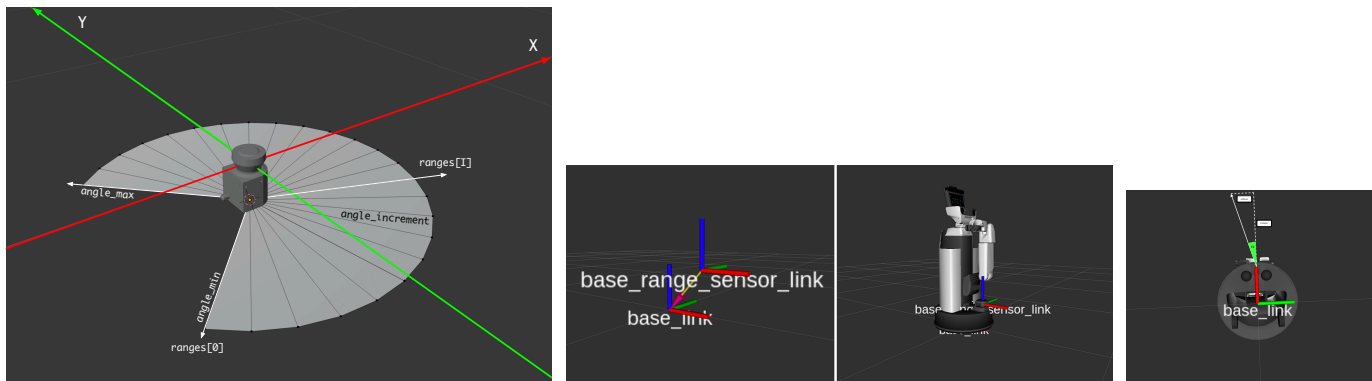 Y
X
ranges[I]
angle_max
angle_increment
angle_min
ranges[0]
base_range_sensor_link
base_link
base_link